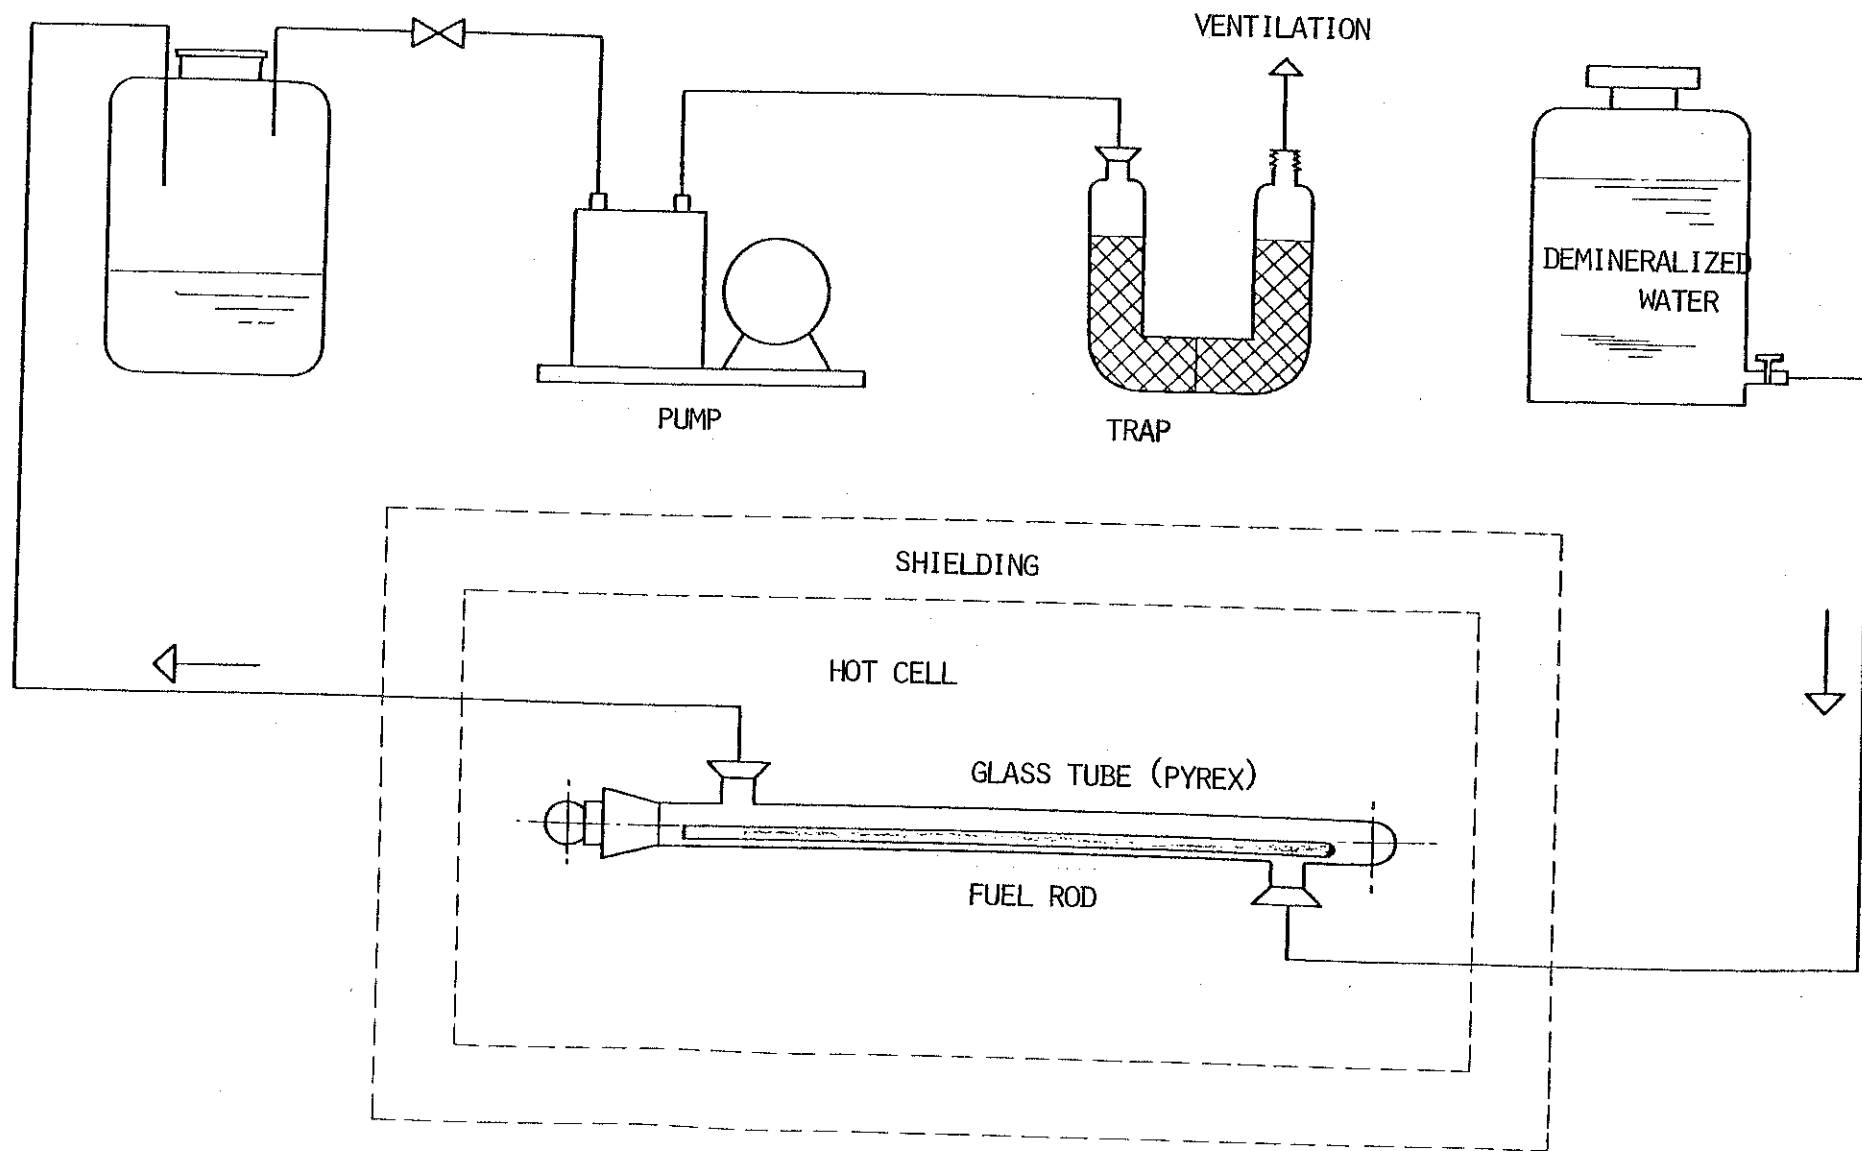 VENTILATION
DEMINERALIZED
WATER
PUMP
TRAP
SHIELDING
HOT CELL
GLASS TUBE (PYREX)
FUEL ROD